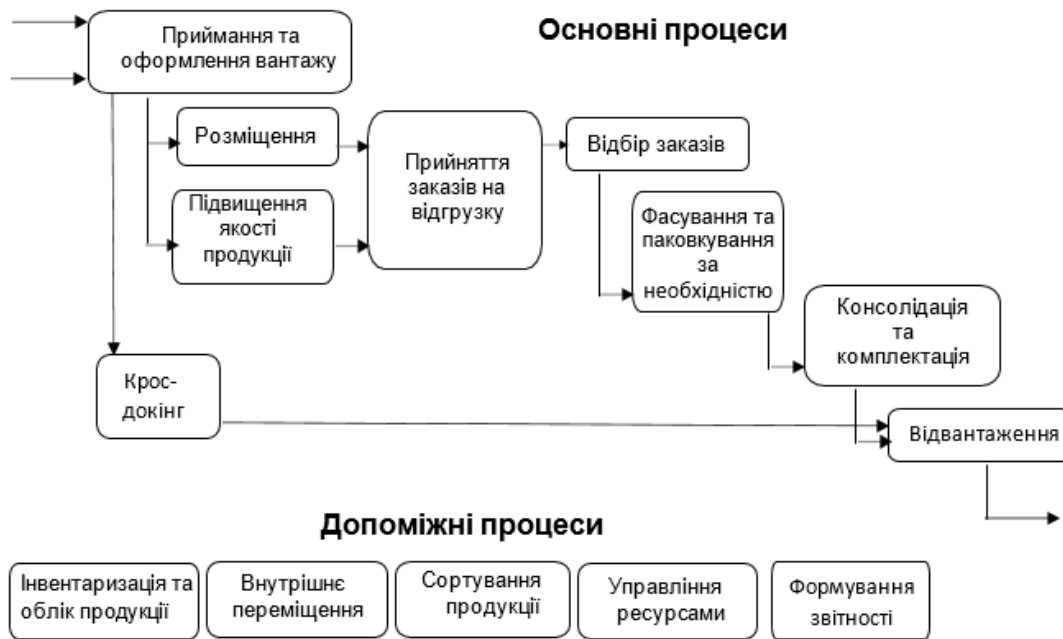 Основні процеси
Приймання та
оформлення вантажу
Розміщення
Підвищення
якості
продукції
Прийняття
заказів на
відгрузку
Відбір заказів
Фасування та
паковкування
за
необхідністю
Консолідація
та
комплектація
Крос-
докінг
Відвантаження
Допоміжні процеси
Інвентаризація та
облік продукції
Внутрішнє
переміщення
Сортування
продукції
Управління
ресурсами
Формування
звітності